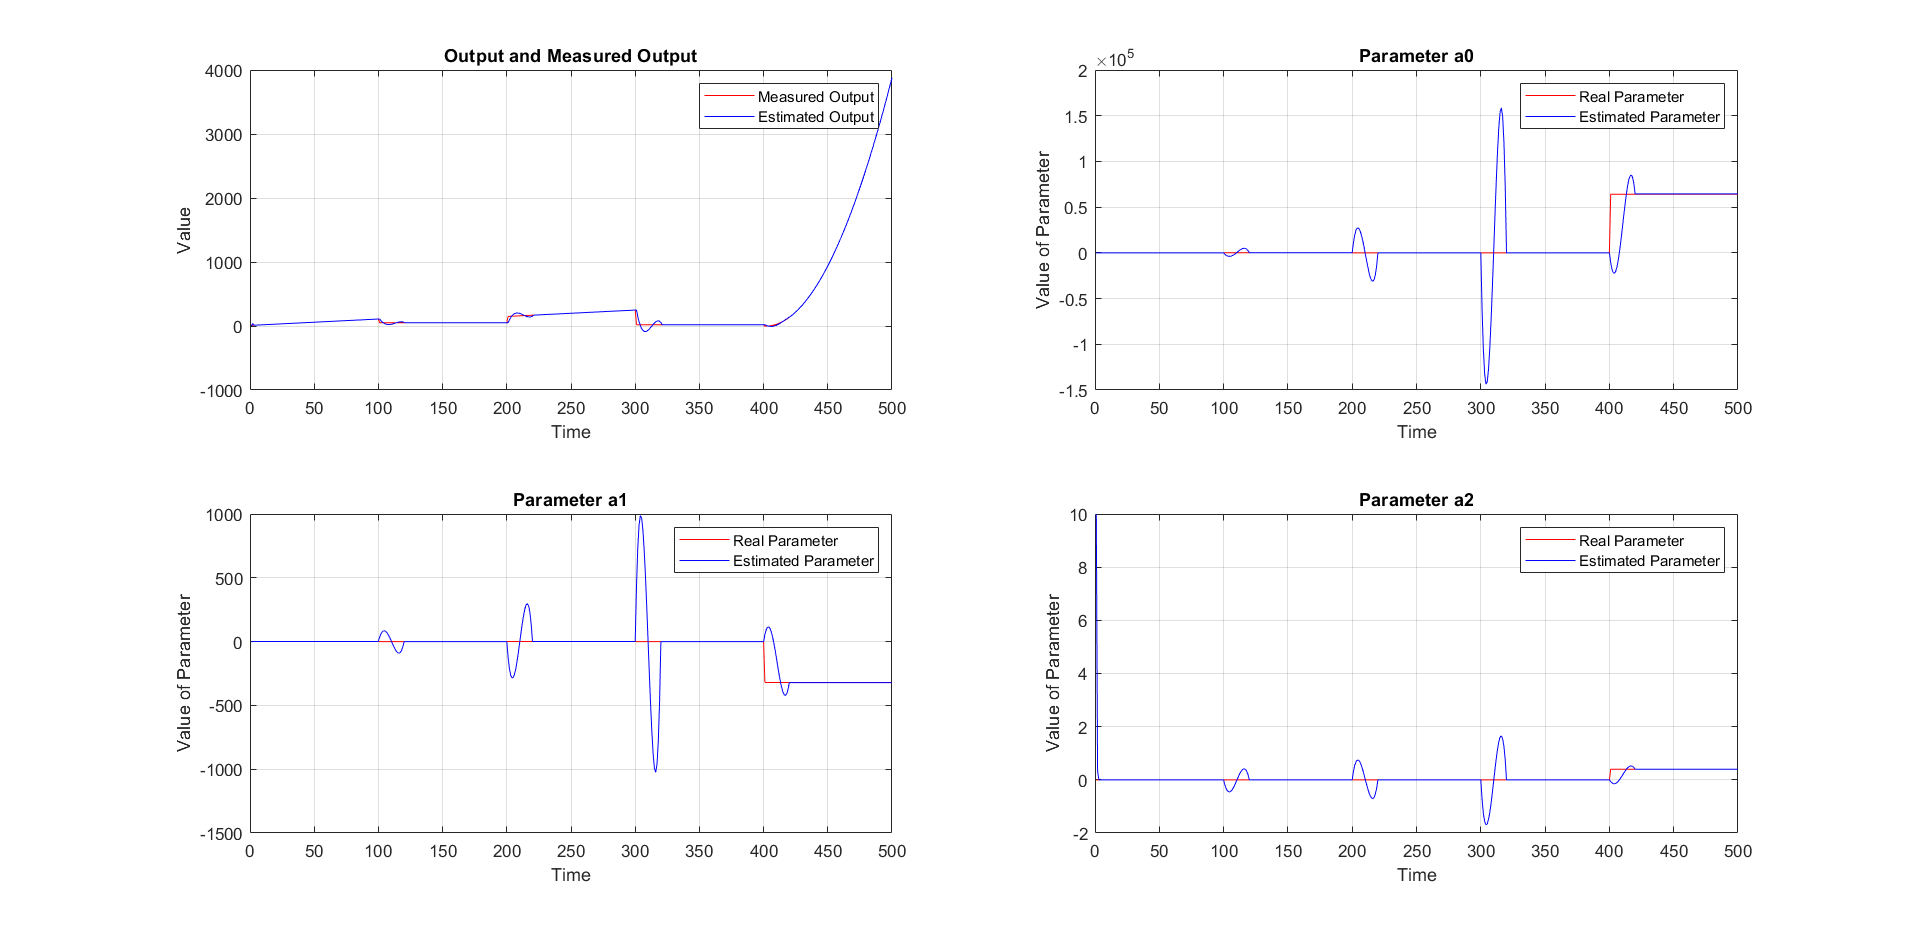 Output and Measured Output
4000
3000
2000
1000
0
-1000
Value
0 50 100 150 200 250 300 350 400 450 500
Time
Measured Output
Estimated Output
Parameter a0
×10^5
2
1.5
1
0.5
0
-0.5
-1
-1.5
Value of Parameter
0 50 100 150 200 250 300 350 400 450 500
Time
Real Parameter
Estimated Parameter
Parameter a1
1000
500
0
-500
-1000
-1500
Value of Parameter
0 50 100 150 200 250 300 350 400 450 500
Time
Real Parameter
Estimated Parameter
Parameter a2
10
8
6
4
2
0
-2
Value of Parameter
0 50 100 150 200 250 300 350 400 450 500
Time
Real Parameter
Estimated Parameter